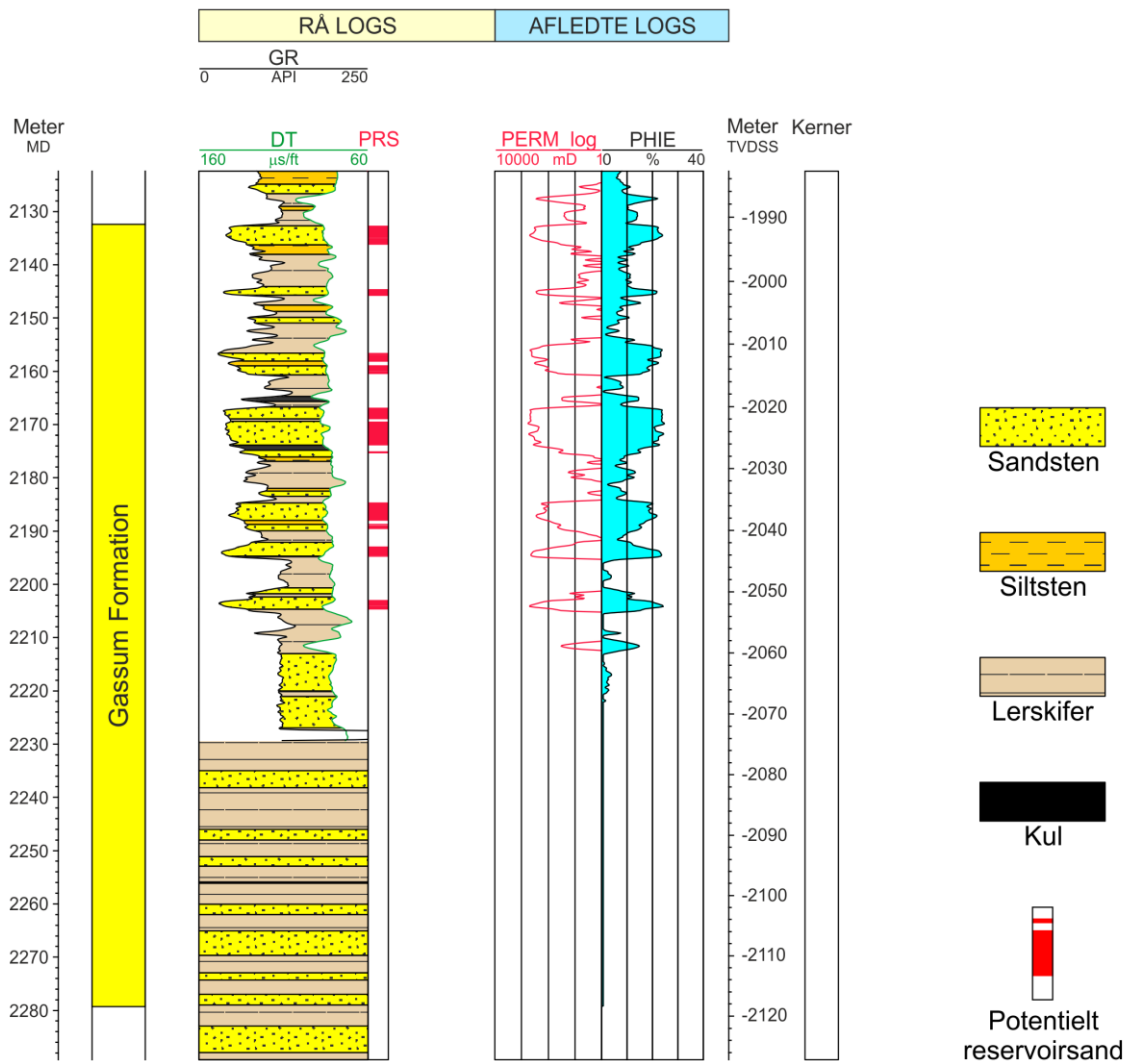 RÅ LOGS AFLEDTE LOGS
GR
0 API 250
Meter
MD
DT PRS
160 µs/ft 60
PERM_log PHIE
10000 mD 1 0 % 40
Meter
TVDSS
Kerner
2130
2140
2150
2160
2170
2180
2190
2200
2210
2220
2230
2240
2250
2260
2270
2280
Gassum Formation
-1990
-2000
-2010
-2020
-2030
-2040
-2050
-2060
-2070
-2080
-2090
-2100
-2110
-2120
Sandsten
Siltsten
Lerskifer
Kul
Potentielt
reservoirsand